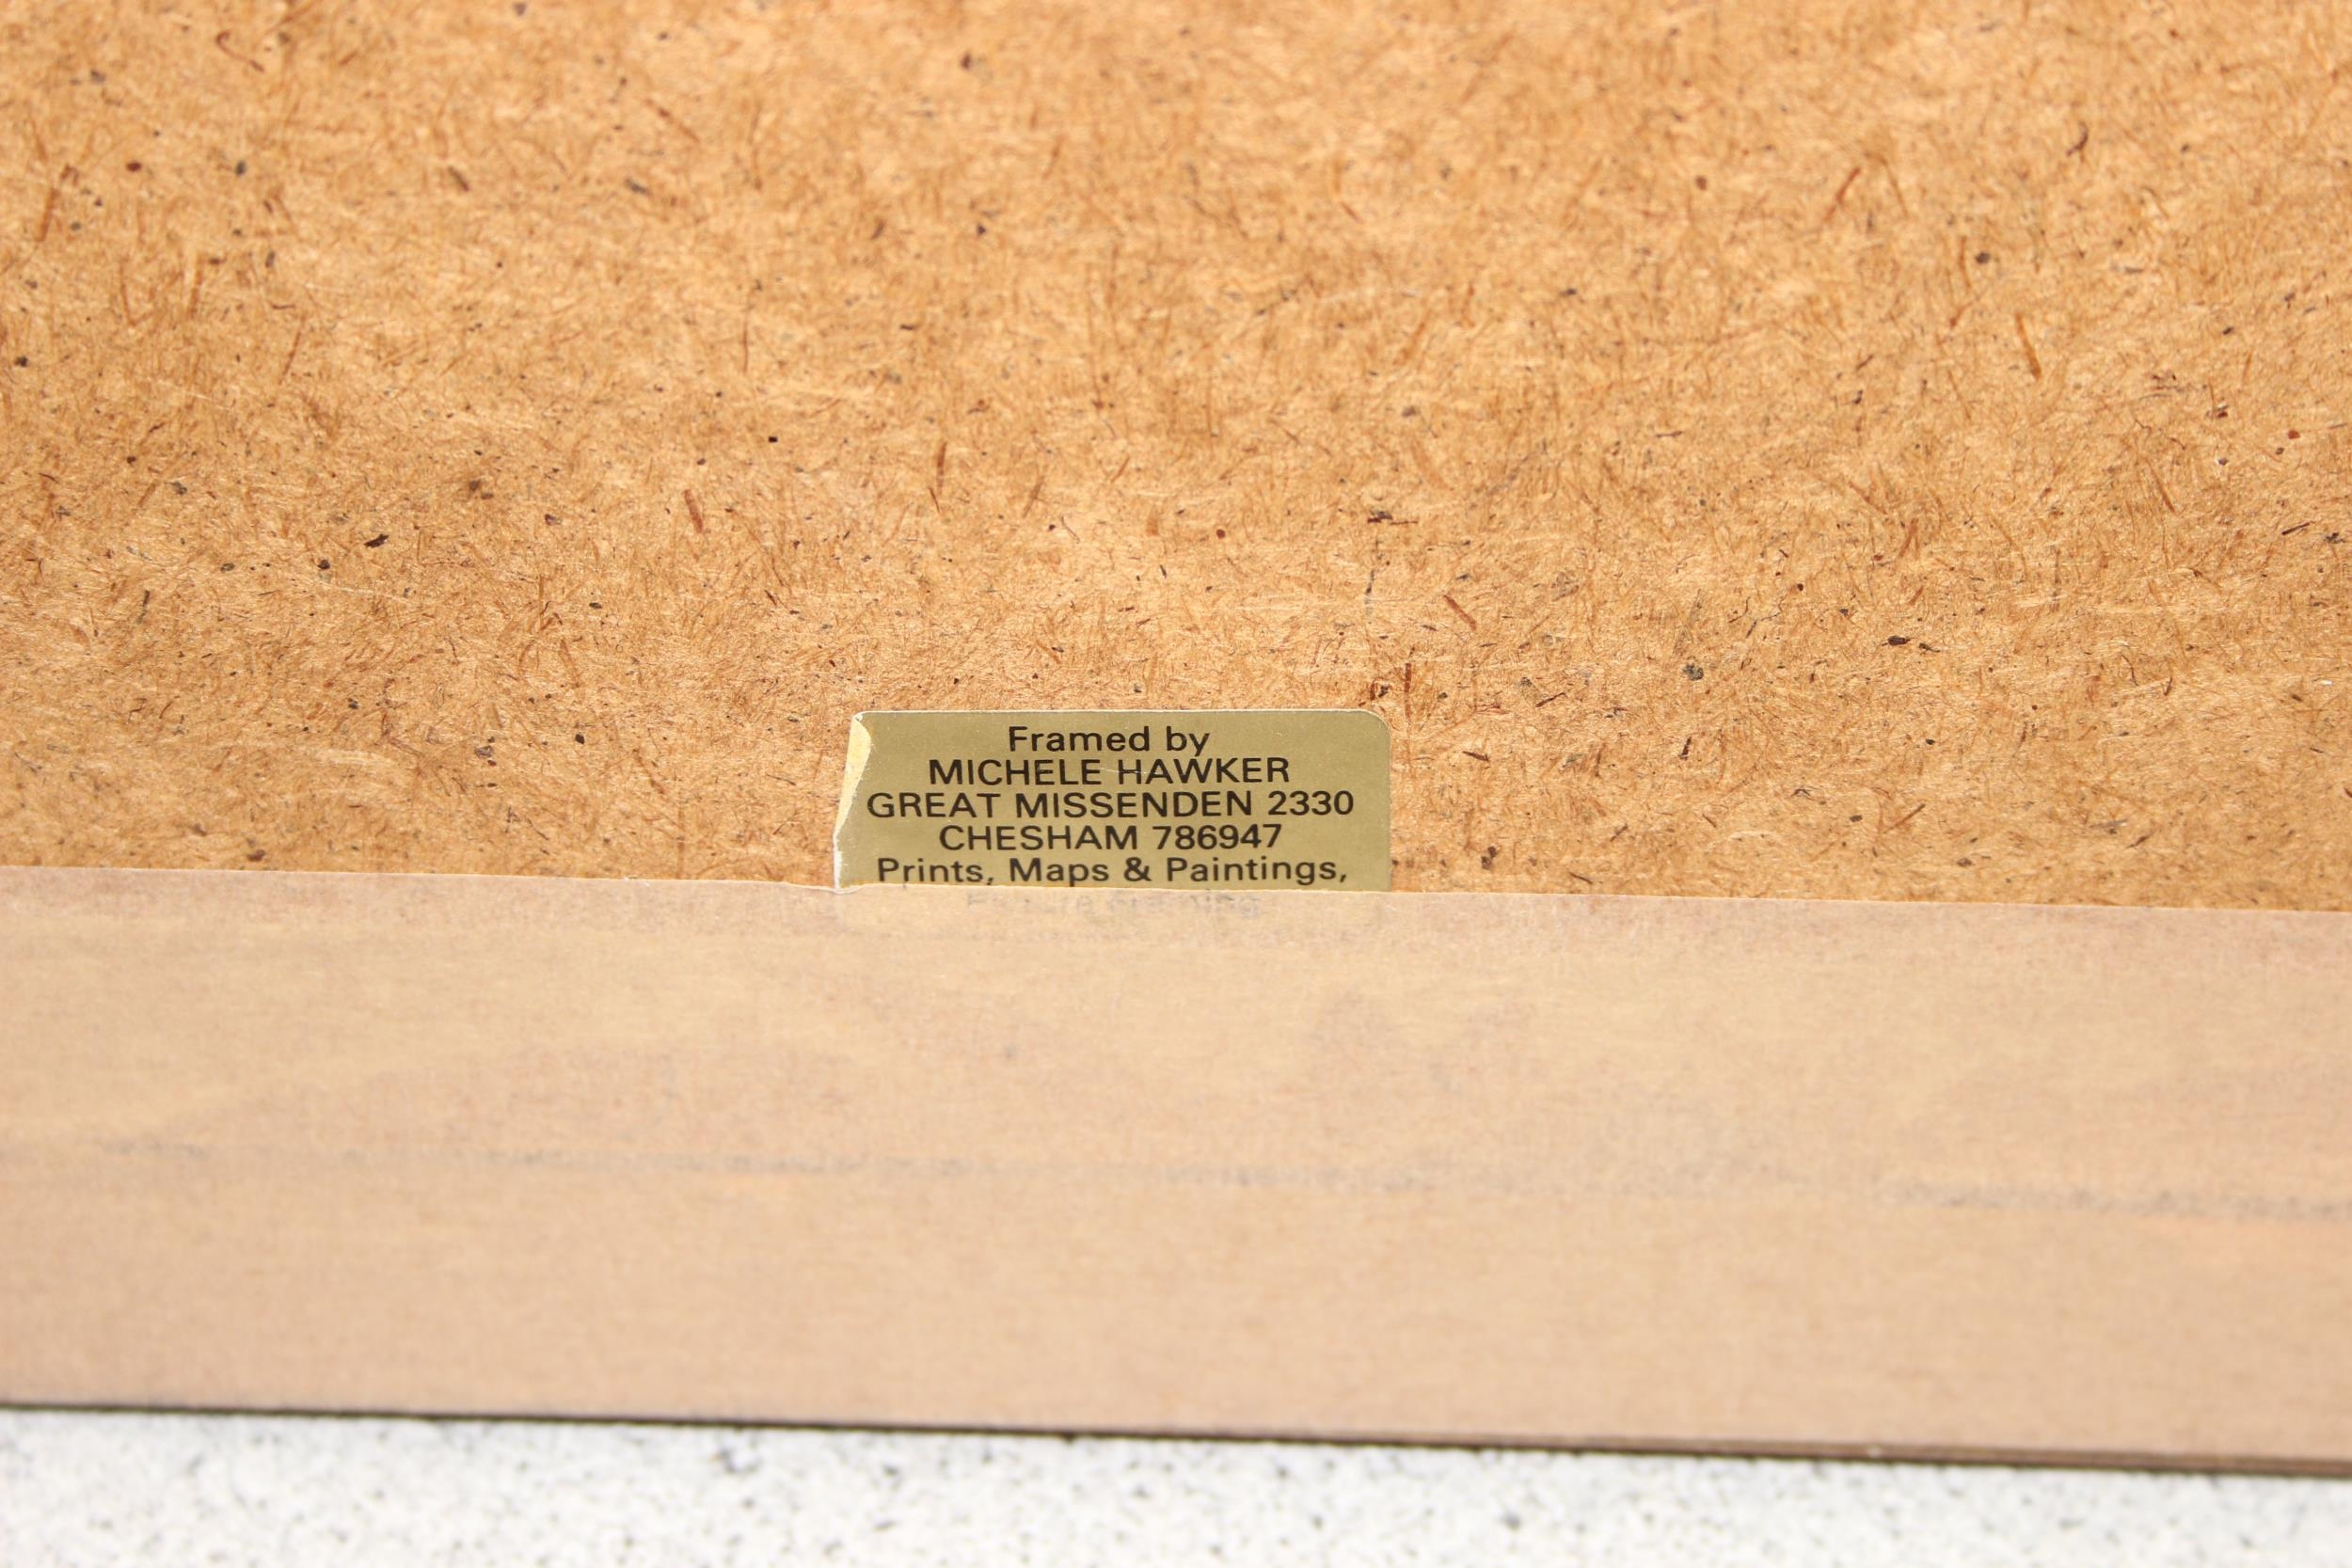 Framed by
MICHELE HAWKER
GREAT MISSENDEN 2330
CHESHAM 786947
Prints, Maps & Paintings,